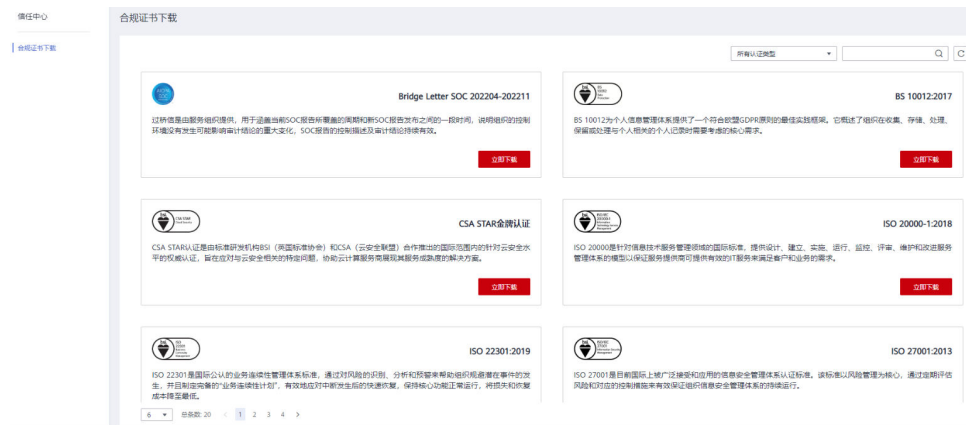 信任中心
合规证书下载
合规证书下载
所有认证类型
Bridge Letter SOC 202204-202211
过桥信是由服务组织提供，用于涵盖当前SOC报告所覆盖的周期和新SOC报告发布之间的一段时间，说明组织的控制
环境没有发生可能影响审计结论的重大变化，SOC报告的控制描述及审计结论持续有效。
立即下载
BS 10012:2017
BS 10012为个人信息管理体系提供了一个符合欧盟GDPR原则的最佳实践框架。它概述了组织在收集、存储、处理、
保留或处理与个人相关的个人记录时需要考虑的核心需求。
立即下载
CSA STAR金牌认证
CSA STAR认证是由标准研发机构BSI（英国标准协会）和CSA（云安全联盟）合作推出的国际范围内的针对云安全水
平的权威认证，旨在应对与云安全相关的特定问题，协助云计算服务商展现其服务成熟度的解决方案。
立即下载
ISO 20000-1:2018
ISO 20000是针对信息技术服务管理领域的国际标准，提供设计、建立、实施、运行、监控、评审、维护和改进服务
管理体系的模型以保证服务提供商可提供有效的IT服务来满足客户和业务的需求。
立即下载
ISO 22301:2019
ISO 22301是国际公认的业务连续性管理体系标准，通过对风险的识别、分析和预警来帮助组织规避潜在事件的发
生，并且制定完备的“业务连续性计划”，有效地应对中断发生后的快速恢复，保持核心功能正常运行，将损失和恢复
成本降至最低。
ISO 27001:2013
ISO 27001是目前国际上被广泛接受和应用的信息安全管理体系认证标准。该标准以风险管理为核心，通过定期评估
风险和对应的控制措施来有效保证组织信息安全管理体系的持续运行。
6 总条数: 20 < 1 2 3 4 >